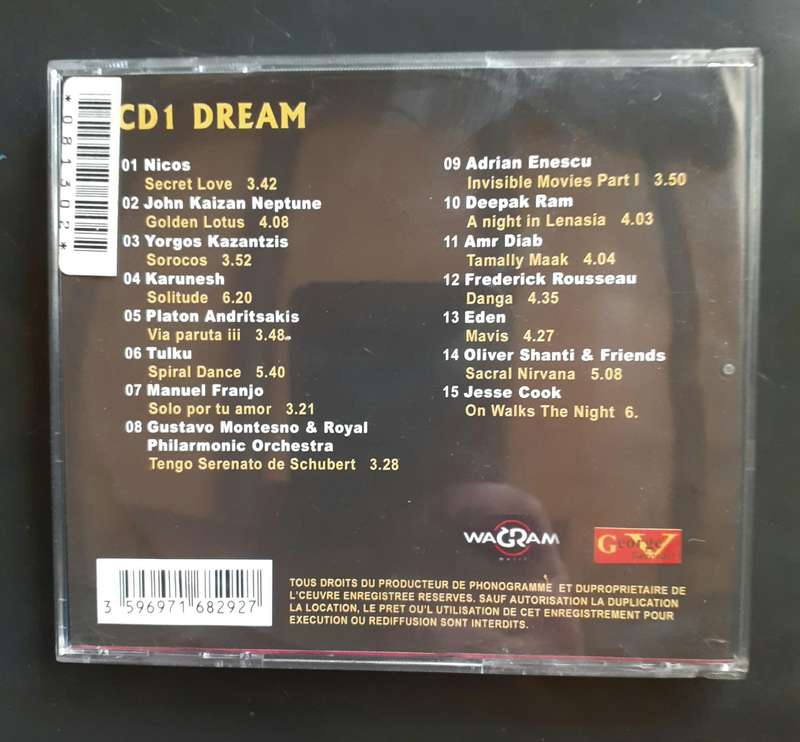 *081302*
CD1 DREAM
01 Nicos
Secret Love 3.42
02 John Kaizan Neptune
Golden Lotus 4.08
03 Yorgos Kazantzis
Sorocos 3.52
04 Karunesh
Solitude 6.20
05 Platon Andritsakis
Via paruta iii 3.48
06 Tulku
Spiral Dance 5.40
07 Manuel Franjo
Solo por tu amor 3.21
08 Gustavo Montesno & Royal
Philarmonic Orchestra
Tengo Serenato de Schubert 3.28
09 Adrian Enescu
Invisible Movies Part I 3.50
10 Deepak Ram
A night in Lenasia 4.03
11 Amr Diab
Tamally Maak 4.04
12 Frederick Rousseau
Danga 4.35
13 Eden
Mavis 4.27
14 Oliver Shanti & Friends
Sacral Nirvana 5.08
15 Jesse Cook
On Walks The Night 6.
WAGRAM
music
George V
3 596971 682927
TOUS DROITS DU PRODUCTEUR DE PHONOGRAMME ET DUPROPRIETAIRE DE
L'CEUVRE ENREGISTREE RESERVES. SAUF AUTORISATION LA DUPLICATION
LA LOCATION, LE PRET OU'L UTILISATION DE CET ENREGISTREMENT POUR
EXECUTION OU REDIFFUSION SONT INTERDITS.